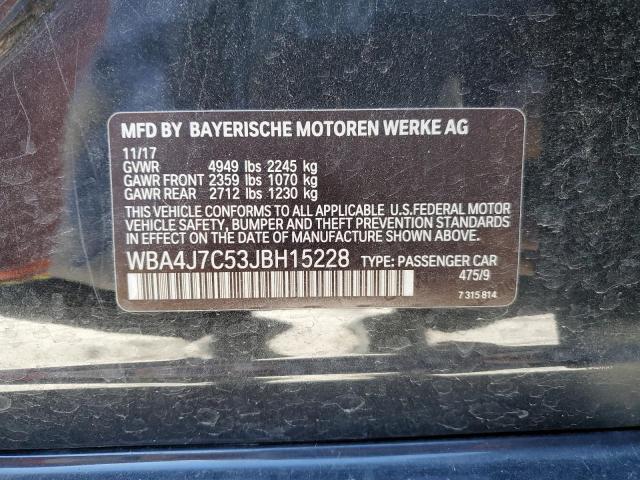 MFD BY BAYERISCHE MOTOREN WERKE AG
11/17
GVWR 4949 lbs 2245 kg
GAWR FRONT 2359 lbs 1070 kg
GAWR REAR 2712 lbs 1230 kg
THIS VEHICLE CONFORMS TO ALL APPLICABLE U.S.FEDERAL MOTOR
VEHICLE SAFETY, BUMPER AND THEFT PREVENTION STANDARDS
IN EFFECT ON THE DATE OF MANUFACTURE SHOWN ABOVE.
WBA4J7C53JBH15228 TYPE: PASSENGER CAR
475/9
7 315 814